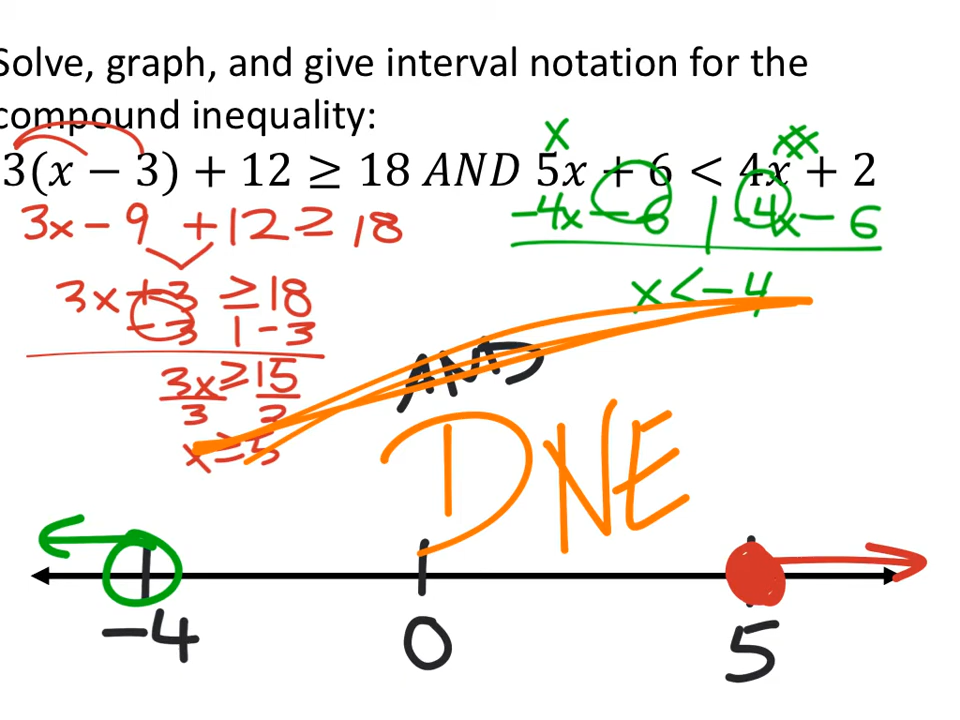 Solve, graph, and give interval notation for the
compound inequality:
3(x − 3) + 12 ≥ 18 AND 5x + 6 < 4x + 2
3x − 9 + 12 ≥ 18
-4x − 6 | -4x − 6
3x + 3 ≥ 18
x < −4
− 3 | − 3
3x ≥ 15
3
AND
x ≥ 5
DNE
−4 0 5